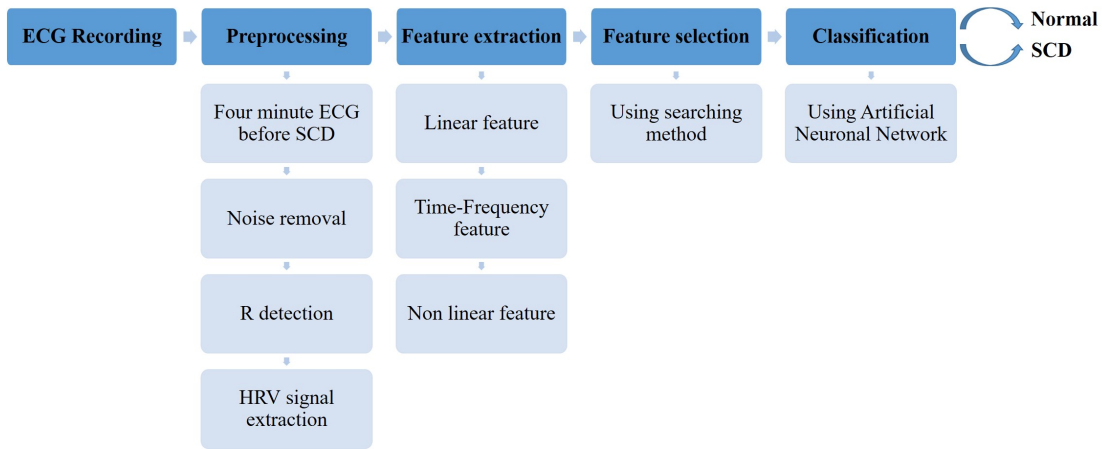 ECG Recording
Preprocessing
Feature extraction
Feature selection
Classification
Normal
SCD
Four minute ECG
before SCD
Noise removal
R detection
HRV signal
extraction
Linear feature
Time-Frequency
feature
Non linear feature
Using searching
method
Using Artificial
Neuronal Network